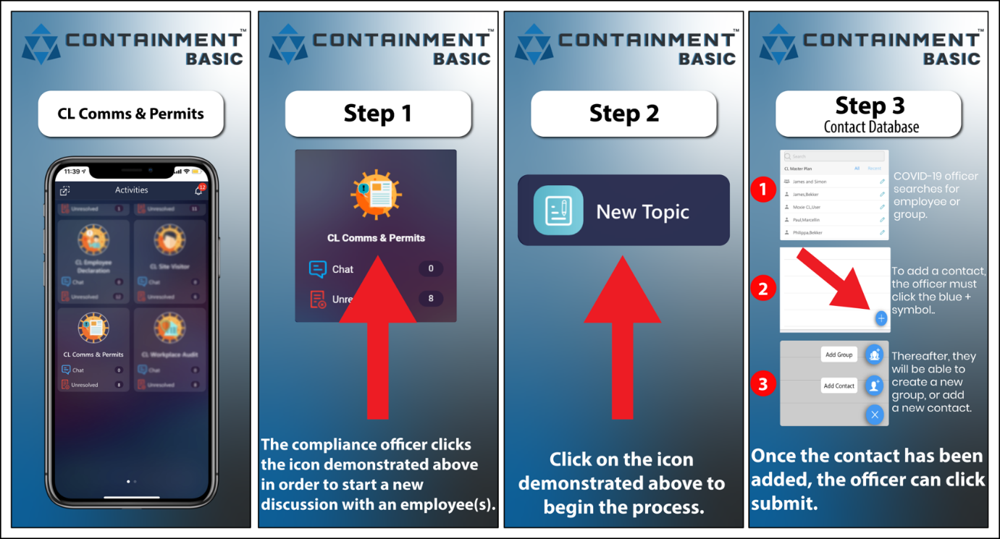 CONTAINMENT™
BASIC
CL Comms & Permits
11:39
Activities
12
Unresolved 1
Unresolved 11
CL Employee
Declaration
CL Site Visitor
Chat 0
Chat 0
Unresolved 12
Unresolved 6
CL Comms & Permits
CL Workplace Audit
Chat 0
Chat 0
Unresolved 8
Unresolved 6
CONTAINMENT™
BASIC
Step 1
CL Comms & Permits
Chat 0
Unre 8
The compliance officer clicks
the icon demonstrated above
in order to start a new
discussion with an employee(s).
CONTAINMENT™
BASIC
Step 2
New Topic
Click on the icon
demonstrated above to
begin the process.
CONTAINMENT™
BASIC
Step 3
Contact Database
1
Search
CL Master Plan All Recent
James and Simon
James,Bekker
Moxie CL,User
Paul,Marcellin
Philippa,Bekker
COVID-19 officer
searches for
employee or
group.
2
To add a contact,
the officer must
click the blue +
symbol..
3
Add Group
Add Contact
Thereafter, they
will be able to
create a new
group, or add
a new contact.
Once the contact has been
added, the officer can click
submit.